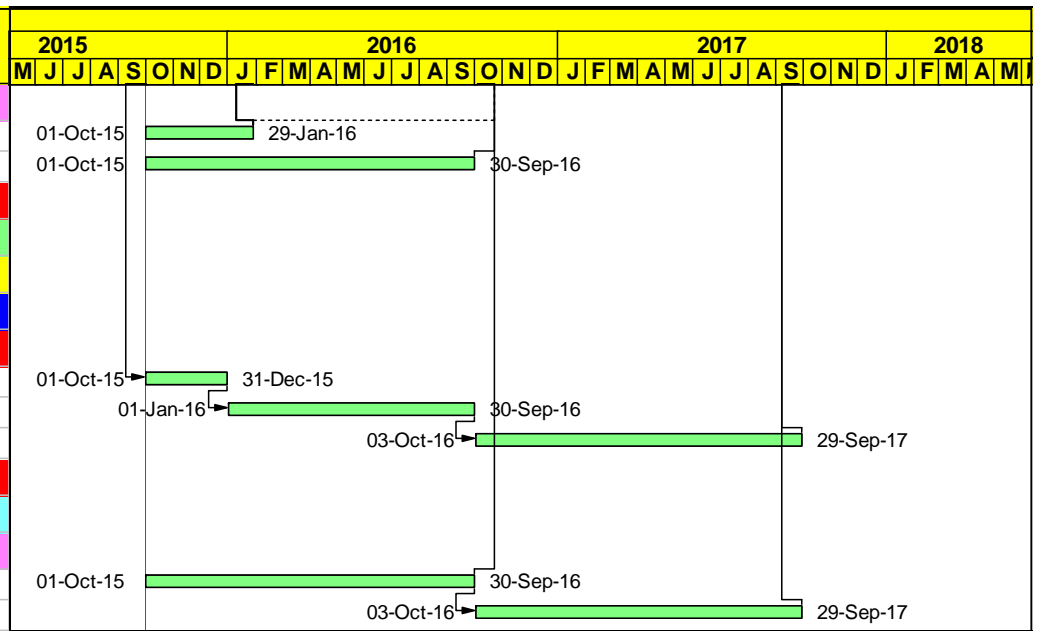 2015 2016 2017 2018
M J J A S O N D J F M A M J J A S O N D J F M A M J J A S O N D J F M A M
01-Oct-15 29-Jan-16
01-Oct-15 30-Sep-16
01-Oct-15 31-Dec-15
01-Jan-16 30-Sep-16
03-Oct-16 29-Sep-17
01-Oct-15 30-Sep-16
03-Oct-16 29-Sep-17